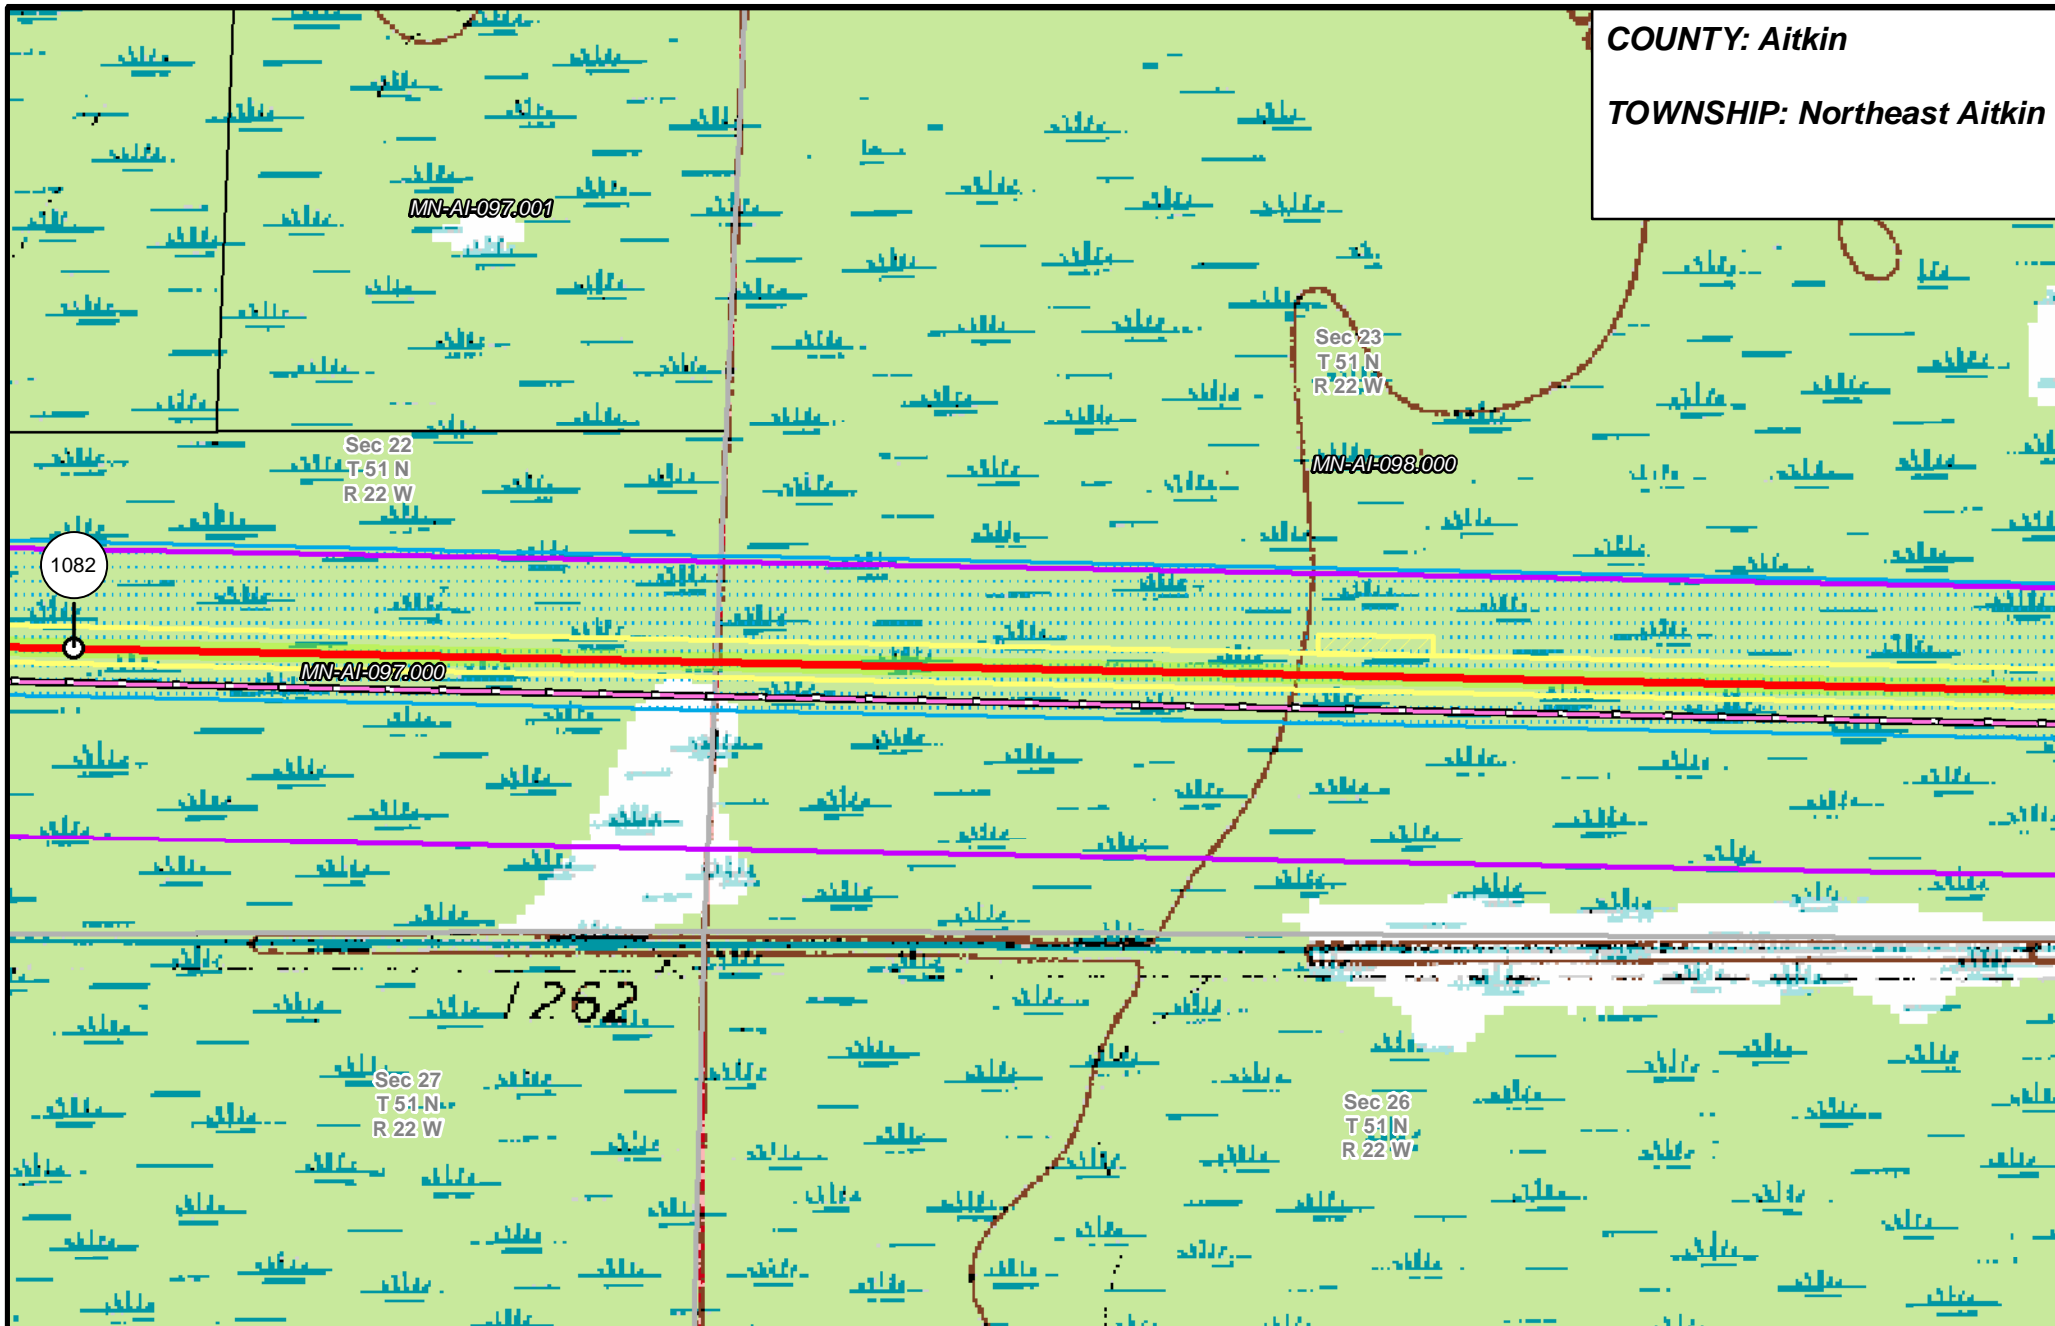 COUNTY: Aitkin
TOWNSHIP: Northeast Aitkin
MN-AI-097.001
Sec 23
T 51 N
R 22 W
Sec 22
T 51 N
R 22 W
MN-AI-098.000
1082
MN-AI-097.000
1262
Sec 27
T 51 N
R 22 W
Sec 26
T 51 N
R 22 W